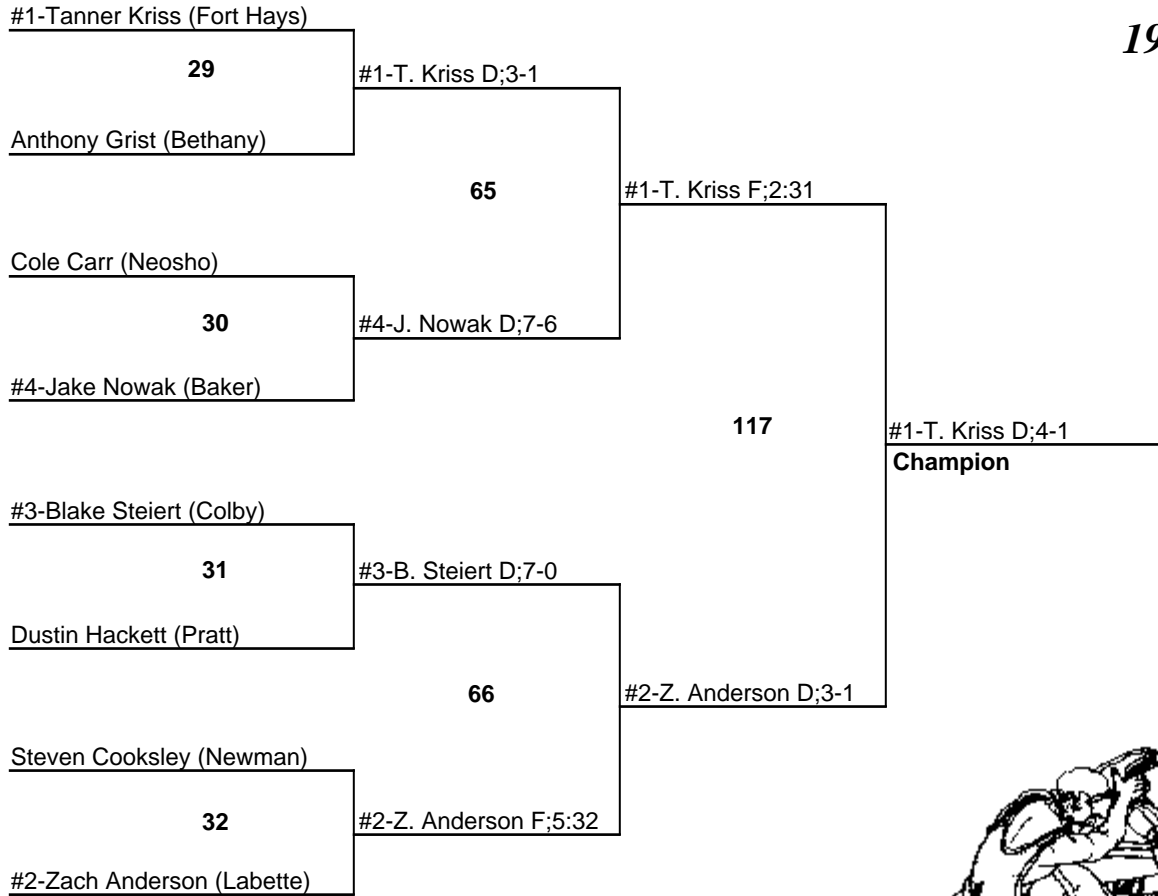 #1-Tanner Kriss (Fort Hays)
19
29
#1-T. Kriss D;3-1
Anthony Grist (Bethany)
65
#1-T. Kriss F;2:31
Cole Carr (Neosho)
30
#4-J. Nowak D;7-6
#4-Jake Nowak (Baker)
117
#1-T. Kriss D;4-1
Champion
#3-Blake Steiert (Colby)
31
#3-B. Steiert D;7-0
Dustin Hackett (Pratt)
66
#2-Z. Anderson D;3-1
Steven Cooksley (Newman)
32
#2-Z. Anderson F;5:32
#2-Zach Anderson (Labette)